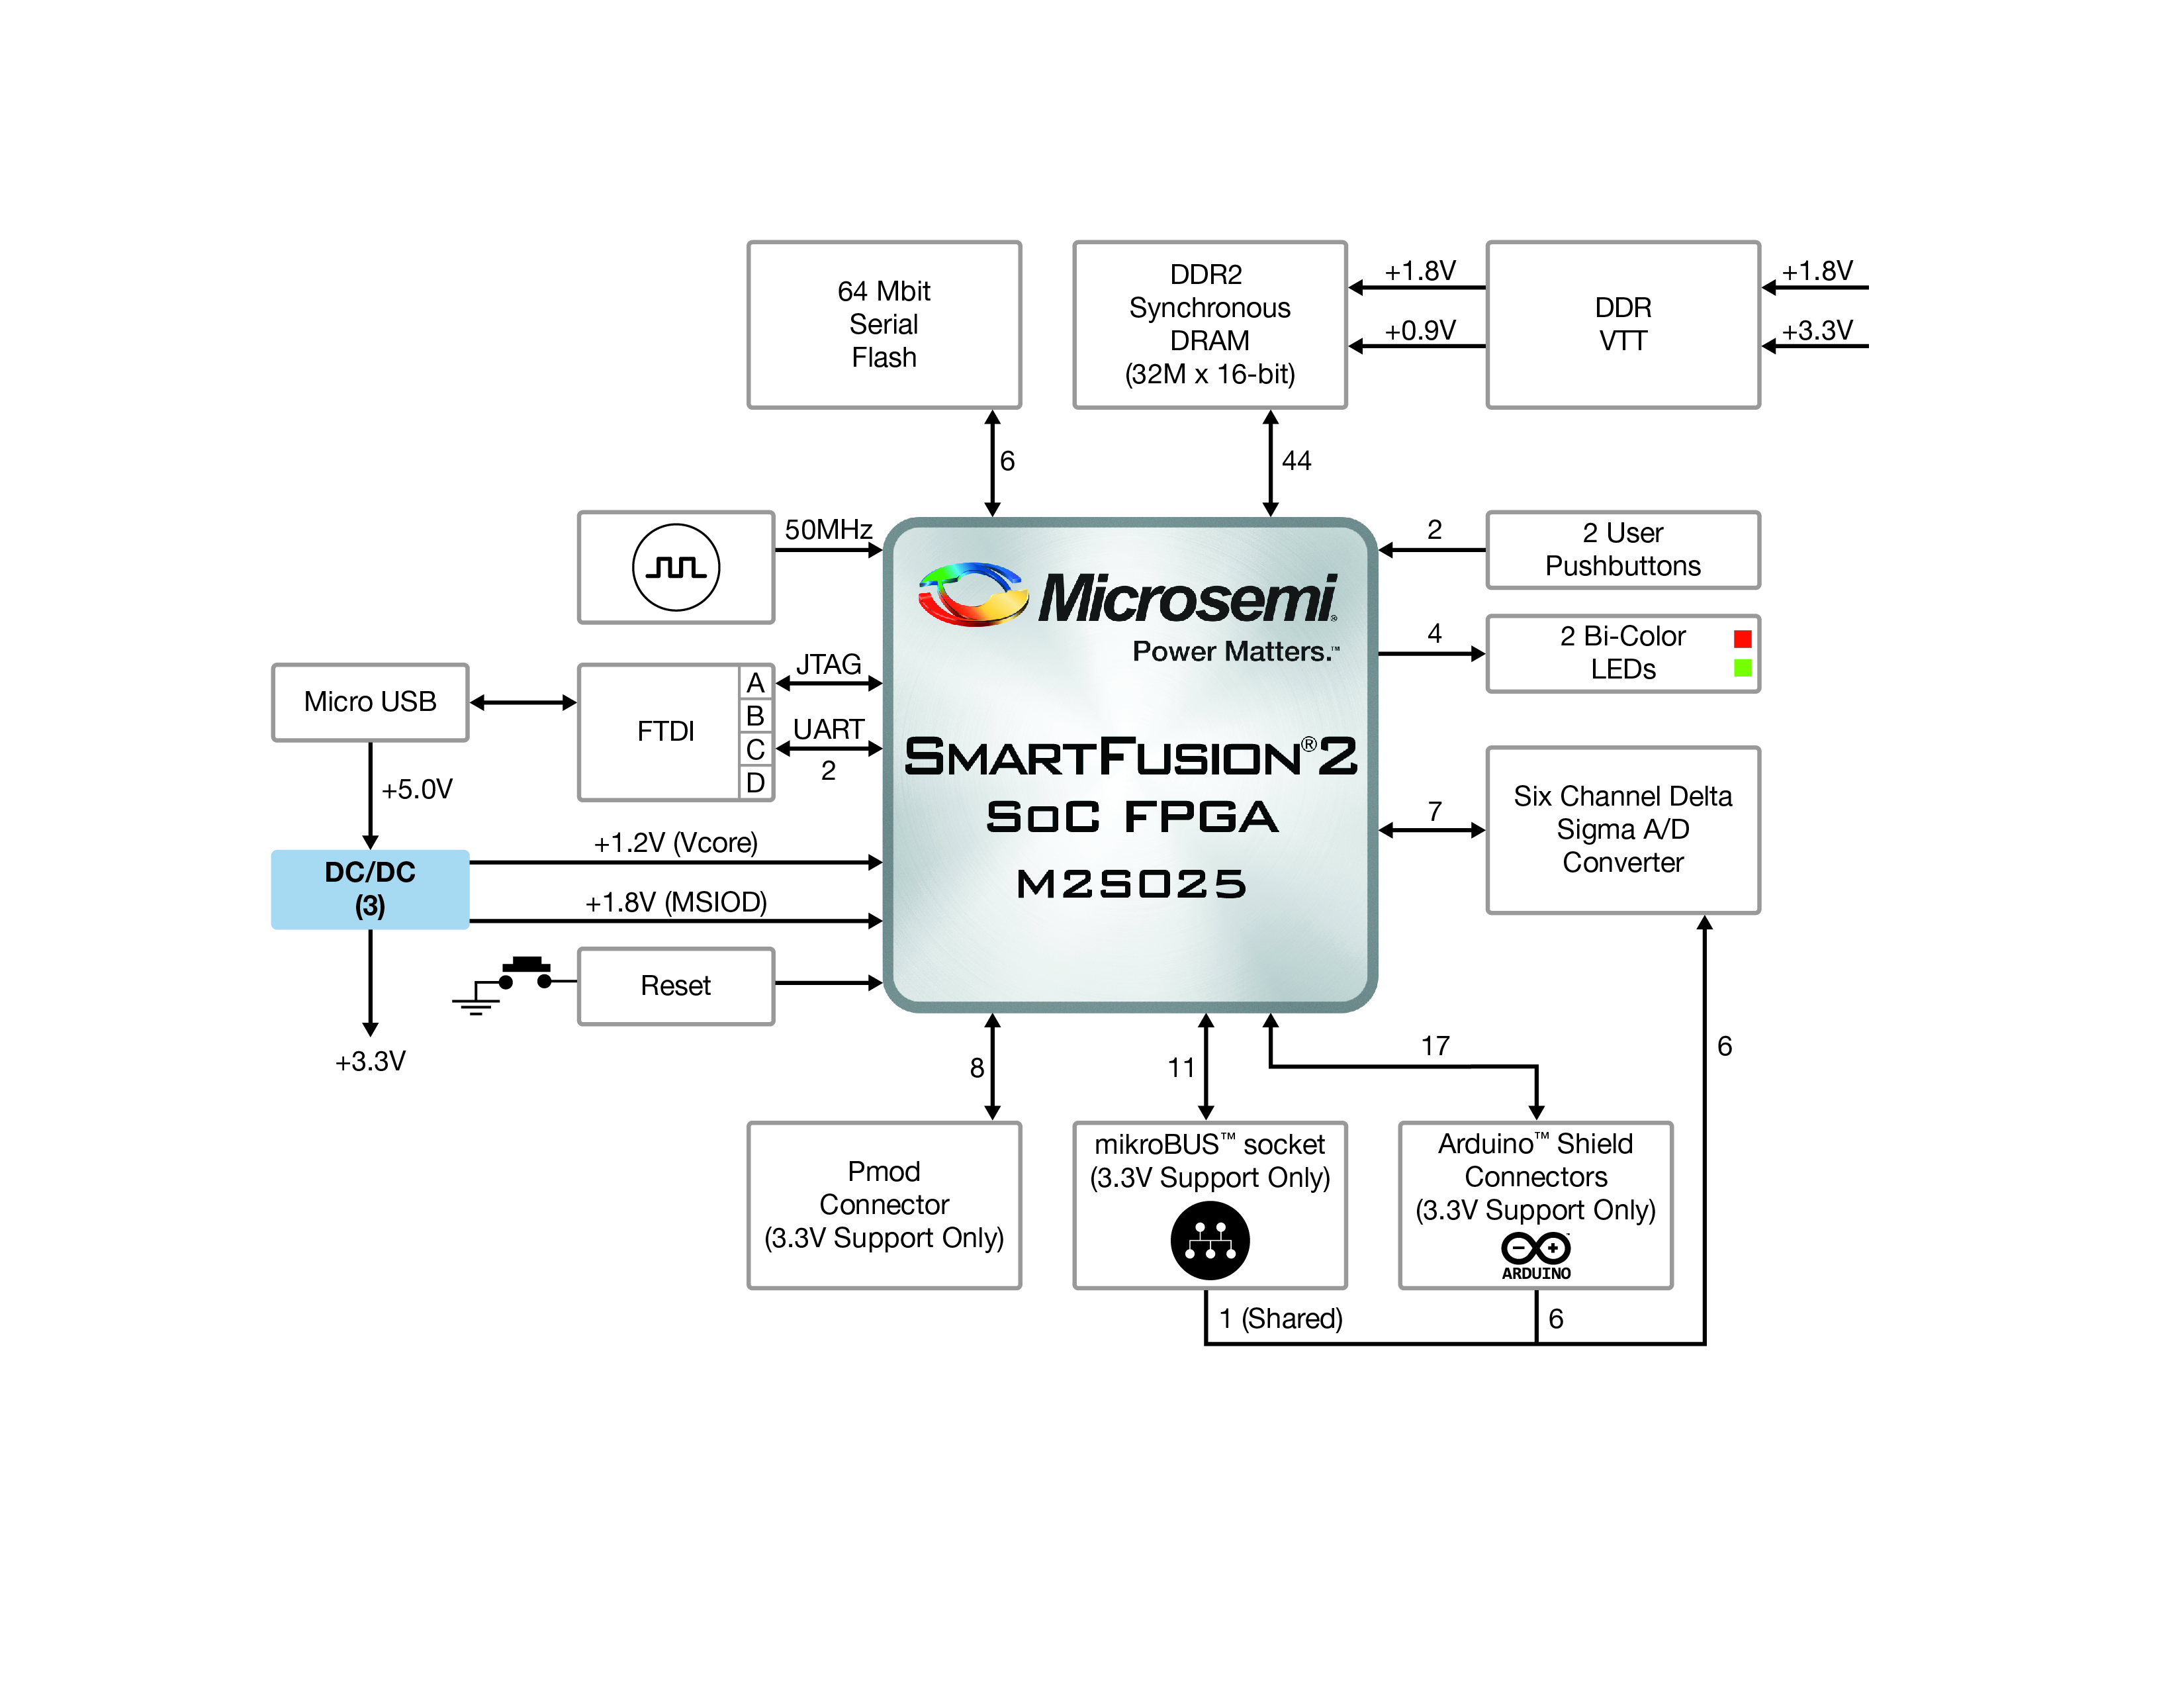 64 Mbit
Serial
Flash
DDR2
Synchronous
DRAM
(32M x 16-bit)
+1.8V
+0.9V
DDR
VTT
+1.8V
+3.3V
6
44
50MHz
2
2 User
Pushbuttons
4
2 Bi-Color
LEDs
Microsemi®
Power Matters.™
SmartFusion®2
SoC FPGA
M2S025
Micro USB
FTDI
A
B
C
D
JTAG
UART
2
+5.0V
DC/DC
(3)
+1.2V (Vcore)
+1.8V (MSIOD)
+3.3V
Reset
7
Six Channel Delta
Sigma A/D
Converter
8
11
17
6
Pmod
Connector
(3.3V Support Only)
mikroBUS™ socket
(3.3V Support Only)
Arduino™ Shield
Connectors
(3.3V Support Only)
ARDUINO
1 (Shared)
6